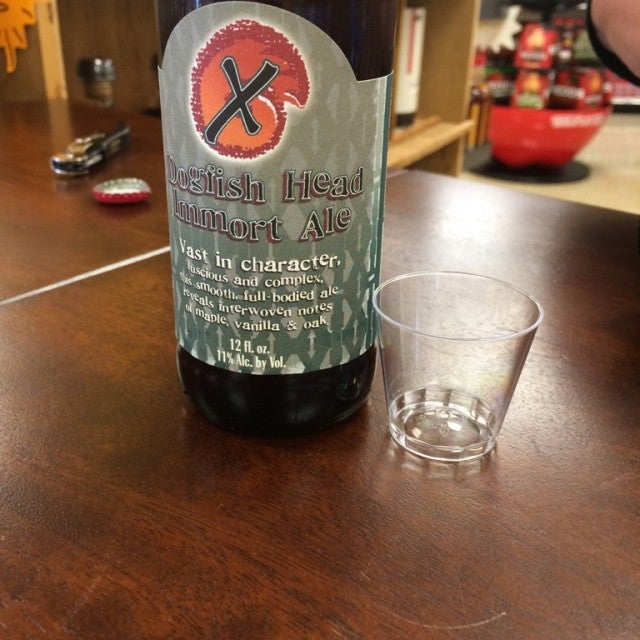 X
Dogfish Head
Immort Ale
Vast in character,
luscious and complex,
this smooth, full-bodied ale
reveals interwoven notes
of maple, vanilla & oak
12 fl. oz.
11% Alc. by Vol.